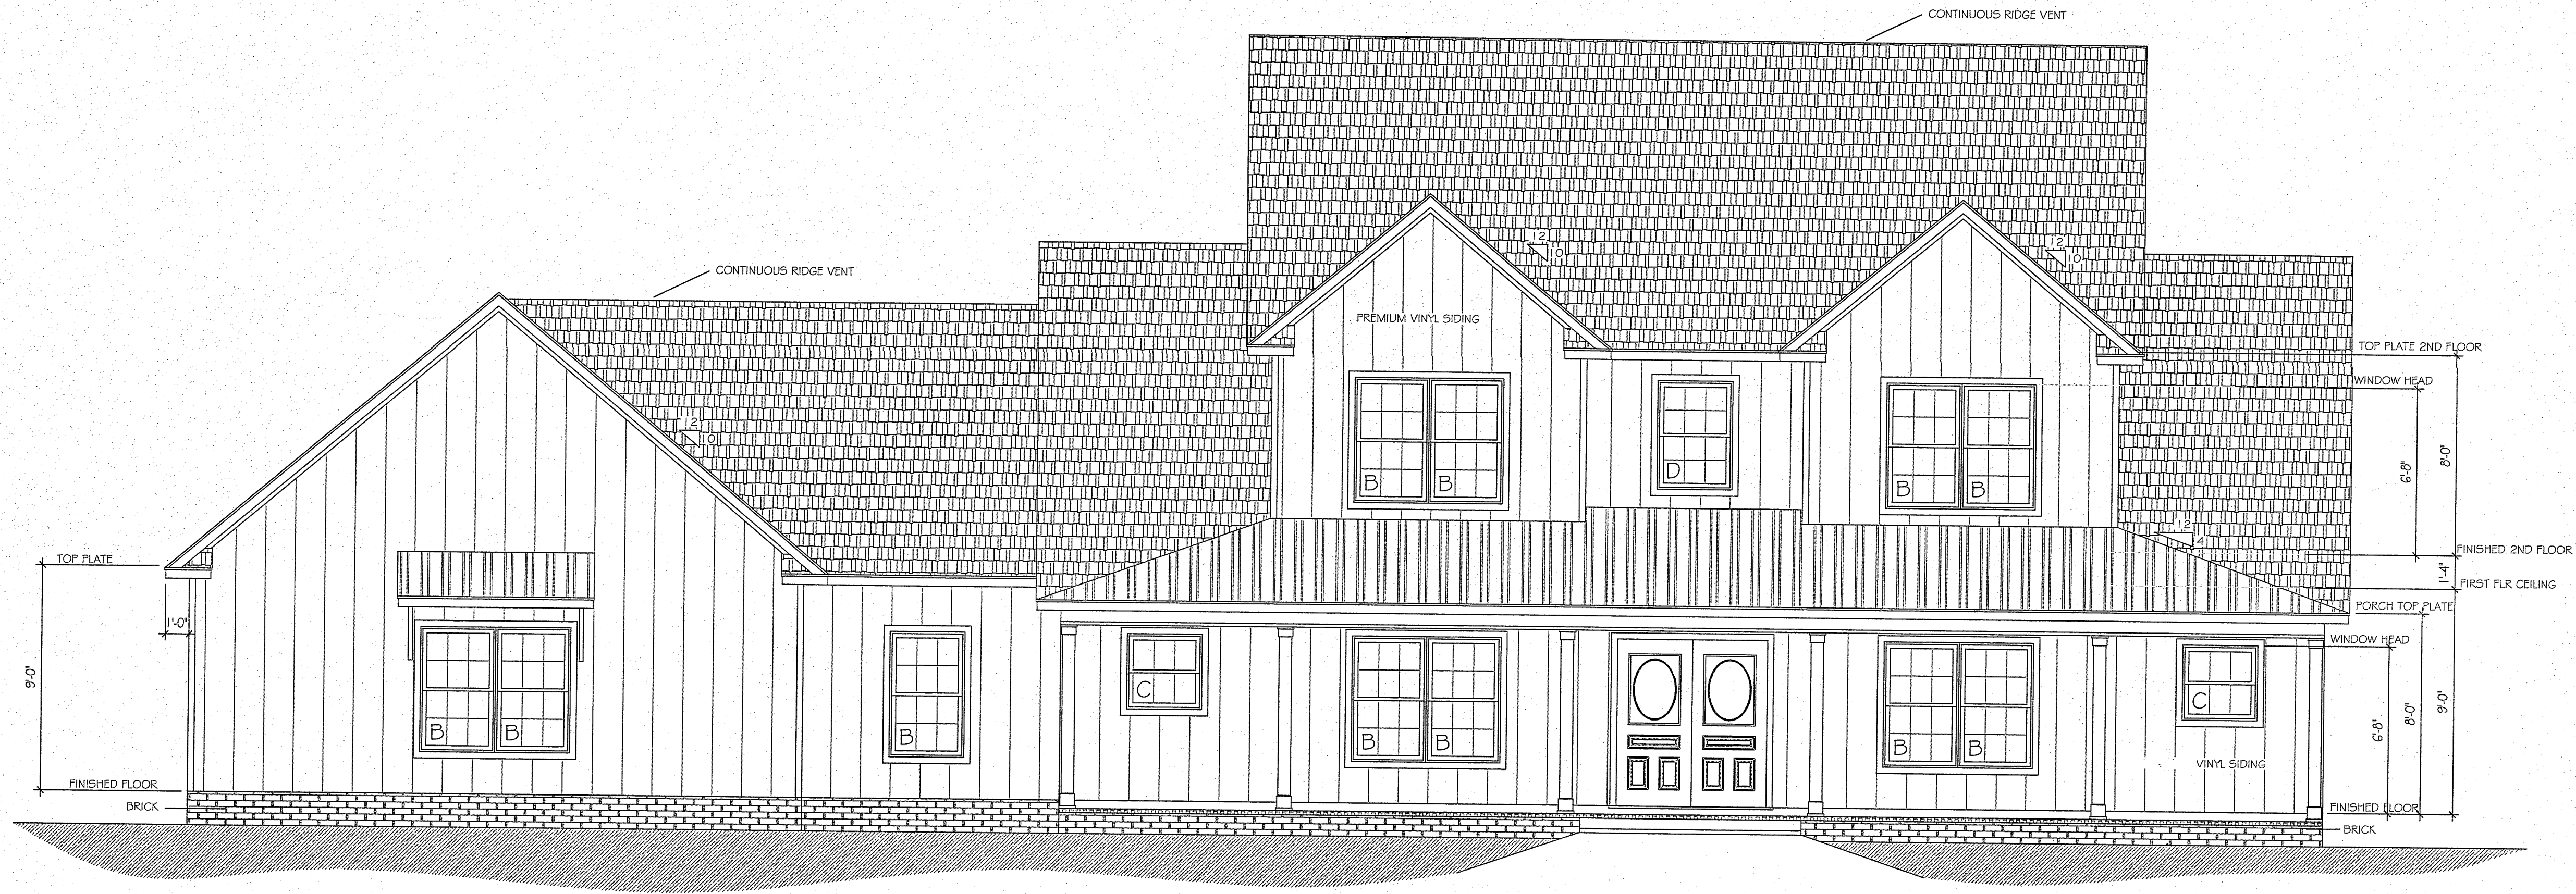 CONTINUOUS RIDGE VENT
CONTINUOUS RIDGE VENT
12
10
12
10
PREMIUM VINYL SIDING
TOP PLATE 2ND FLOOR
WINDOW HEAD
12
10
B B
D
B B
6'-8"
8'-0"
12
4
TOP PLATE
FINISHED 2ND FLOOR
1'-4"
FIRST FLR CEILING
PORCH TOP PLATE
1'-0"
WINDOW HEAD
9'-0"
C
C
B B
B
B B
B B
6'-8"
8'-0"
9'-0"
VINYL SIDING
FINISHED FLOOR
BRICK
FINISHED FLOOR
BRICK